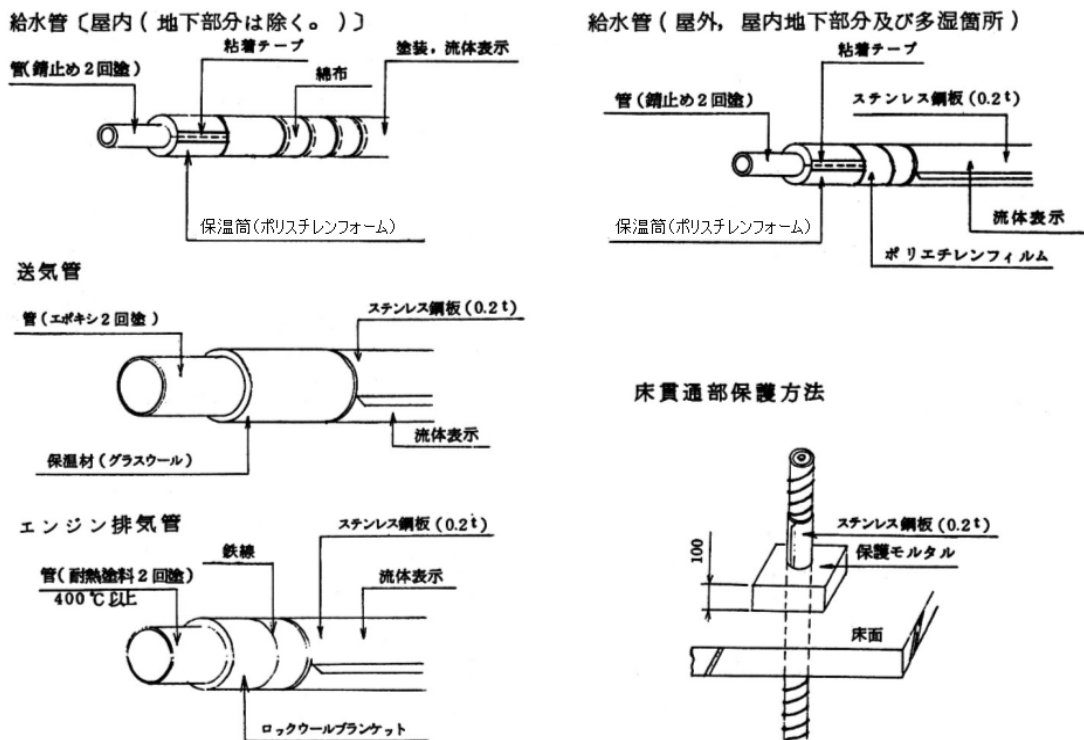 給水管〔屋内(地下部分は除く。)〕
粘着テープ
塗装,流体表示
管(錆止め2回塗)
綿布
保温筒(ポリスチレンフォーム)
給水管(屋外,屋内地下部分及び多湿箇所)
粘着テープ
管(錆止め2回塗)
ステンレス鋼板(0.2t)
保温筒(ポリスチレンフォーム)
流体表示
ポリエチレンフィルム
送気管
ステンレス鋼板(0.2t)
管(エポキシ2回塗)
流体表示
保温材(グラスウール)
エンジン排気管
ステンレス鋼板(0.2t)
鉄線
管(耐熱塗料2回塗)
400℃以上
流体表示
ロックウールブランケット
床貫通部保護方法
ステンレス鋼板(0.2t)
保護モルタル
100
床面